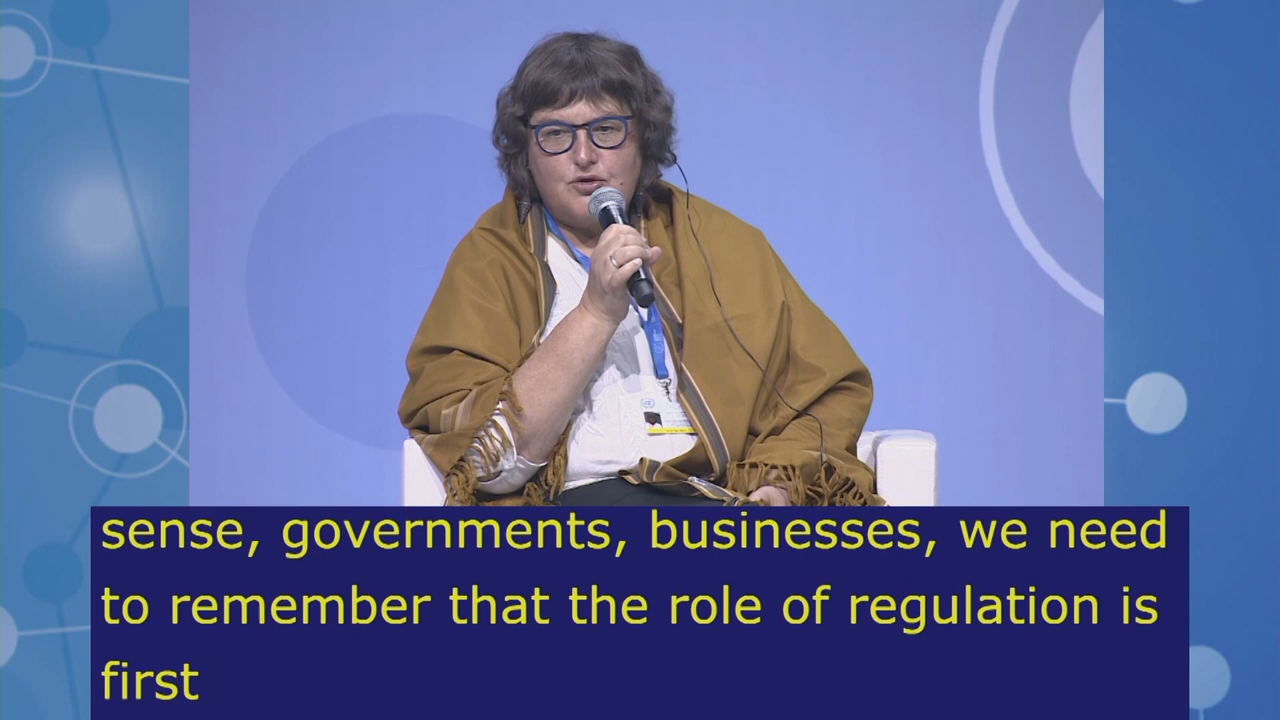 sense, governments, businesses, we need
to remember that the role of regulation is
first